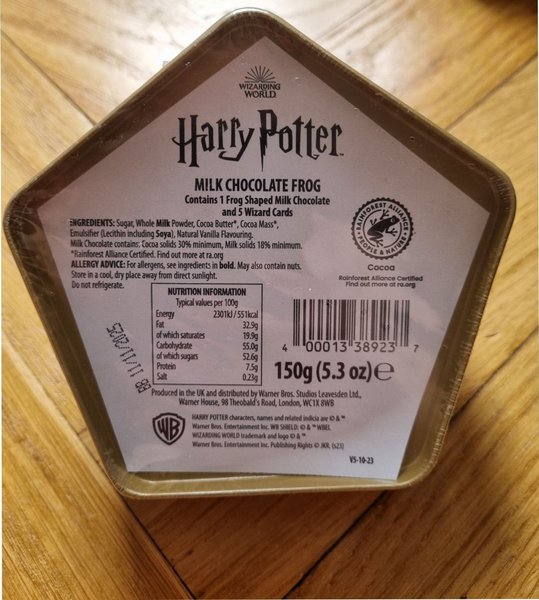 WIZARDING
WORLD
Harry Potter™
MILK CHOCOLATE FROG
Contains 1 Frog Shaped Milk Chocolate
and 5 Wizard Cards
INGREDIENTS: Sugar, Whole Milk Powder, Cocoa Butter*, Cocoa Mass*,
Emulsifier (Lecithin including Soya), Natural Vanilla Flavouring.
Milk Chocolate contains: Cocoa solids 30% minimum, Milk solids 18% minimum.
*Rainforest Alliance Certified. Find out more at ra.org
ALLERGY ADVICE: For allergens, see ingredients in bold. May also contain nuts.
Store in a cool, dry place away from direct sunlight.
Do not refrigerate.
RAINFOREST ALLIANCE
PEOPLE & NATURE
Cocoa
Rainforest Alliance Certified
Find out more at ra.org
NUTRITION INFORMATION
Typical values per 100g
Energy 2301kJ / 551kcal
Fat 32.9g
of which saturates 19.9g
Carbohydrate 55.0g
of which sugars 52.6g
Protein 7.5g
Salt 0.23g
4 00013 38923 7
150g (5.3 oz) e
BB 11/11/2025
Produced in the UK and distributed by Warner Bros. Studios Leavesden Ltd.,
Warner House, 98 Theobald's Road, London, WC1X 8WB
WB
HARRY POTTER characters, names and related indicia are © & ™
Warner Bros. Entertainment Inc. WB SHIELD: © & ™ WBEI.
WIZARDING WORLD trademark and logo © & ™
Warner Bros. Entertainment Inc. Publishing Rights © JKR. (s23)
V5-10-23